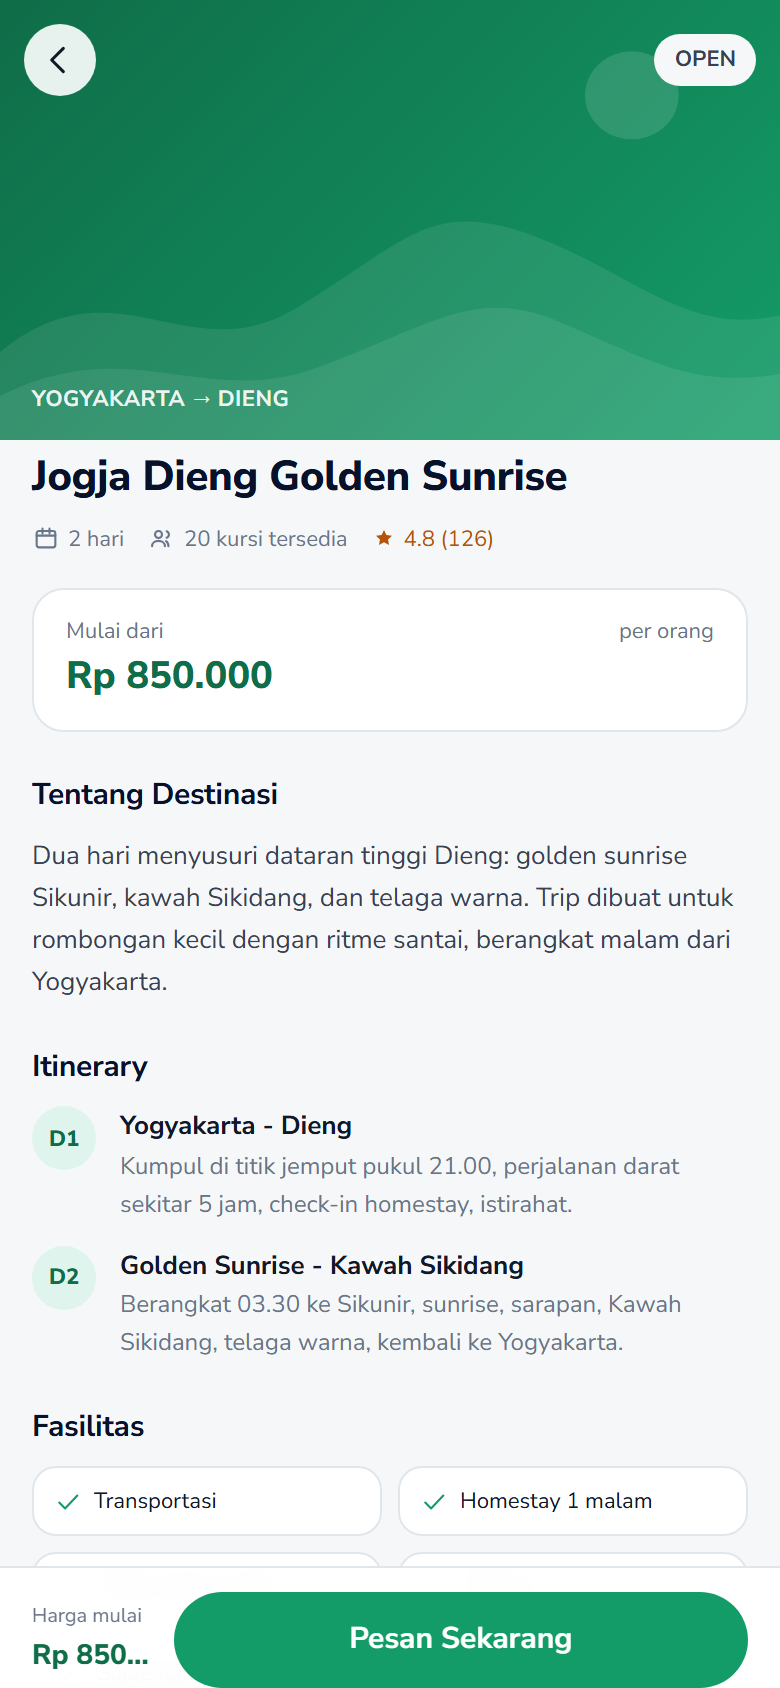 OPEN
YOGYAKARTA → DIENG
Jogja Dieng Golden Sunrise
2 hari
20 kursi tersedia
4.8 (126)
Mulai dari
per orang
Rp 850.000
Tentang Destinasi
Dua hari menyusuri dataran tinggi Dieng: golden sunrise
Sikunir, kawah Sikidang, dan telaga warna. Trip dibuat untuk
rombongan kecil dengan ritme santai, berangkat malam dari
Yogyakarta.
Itinerary
D1
Yogyakarta - Dieng
Kumpul di titik jemput pukul 21.00, perjalanan darat
sekitar 5 jam, check-in homestay, istirahat.
D2
Golden Sunrise - Kawah Sikidang
Berangkat 03.30 ke Sikunir, sunrise, sarapan, Kawah
Sikidang, telaga warna, kembali ke Yogyakarta.
Fasilitas
Transportasi
Homestay 1 malam
Harga mulai
Rp 850...
Pesan Sekarang